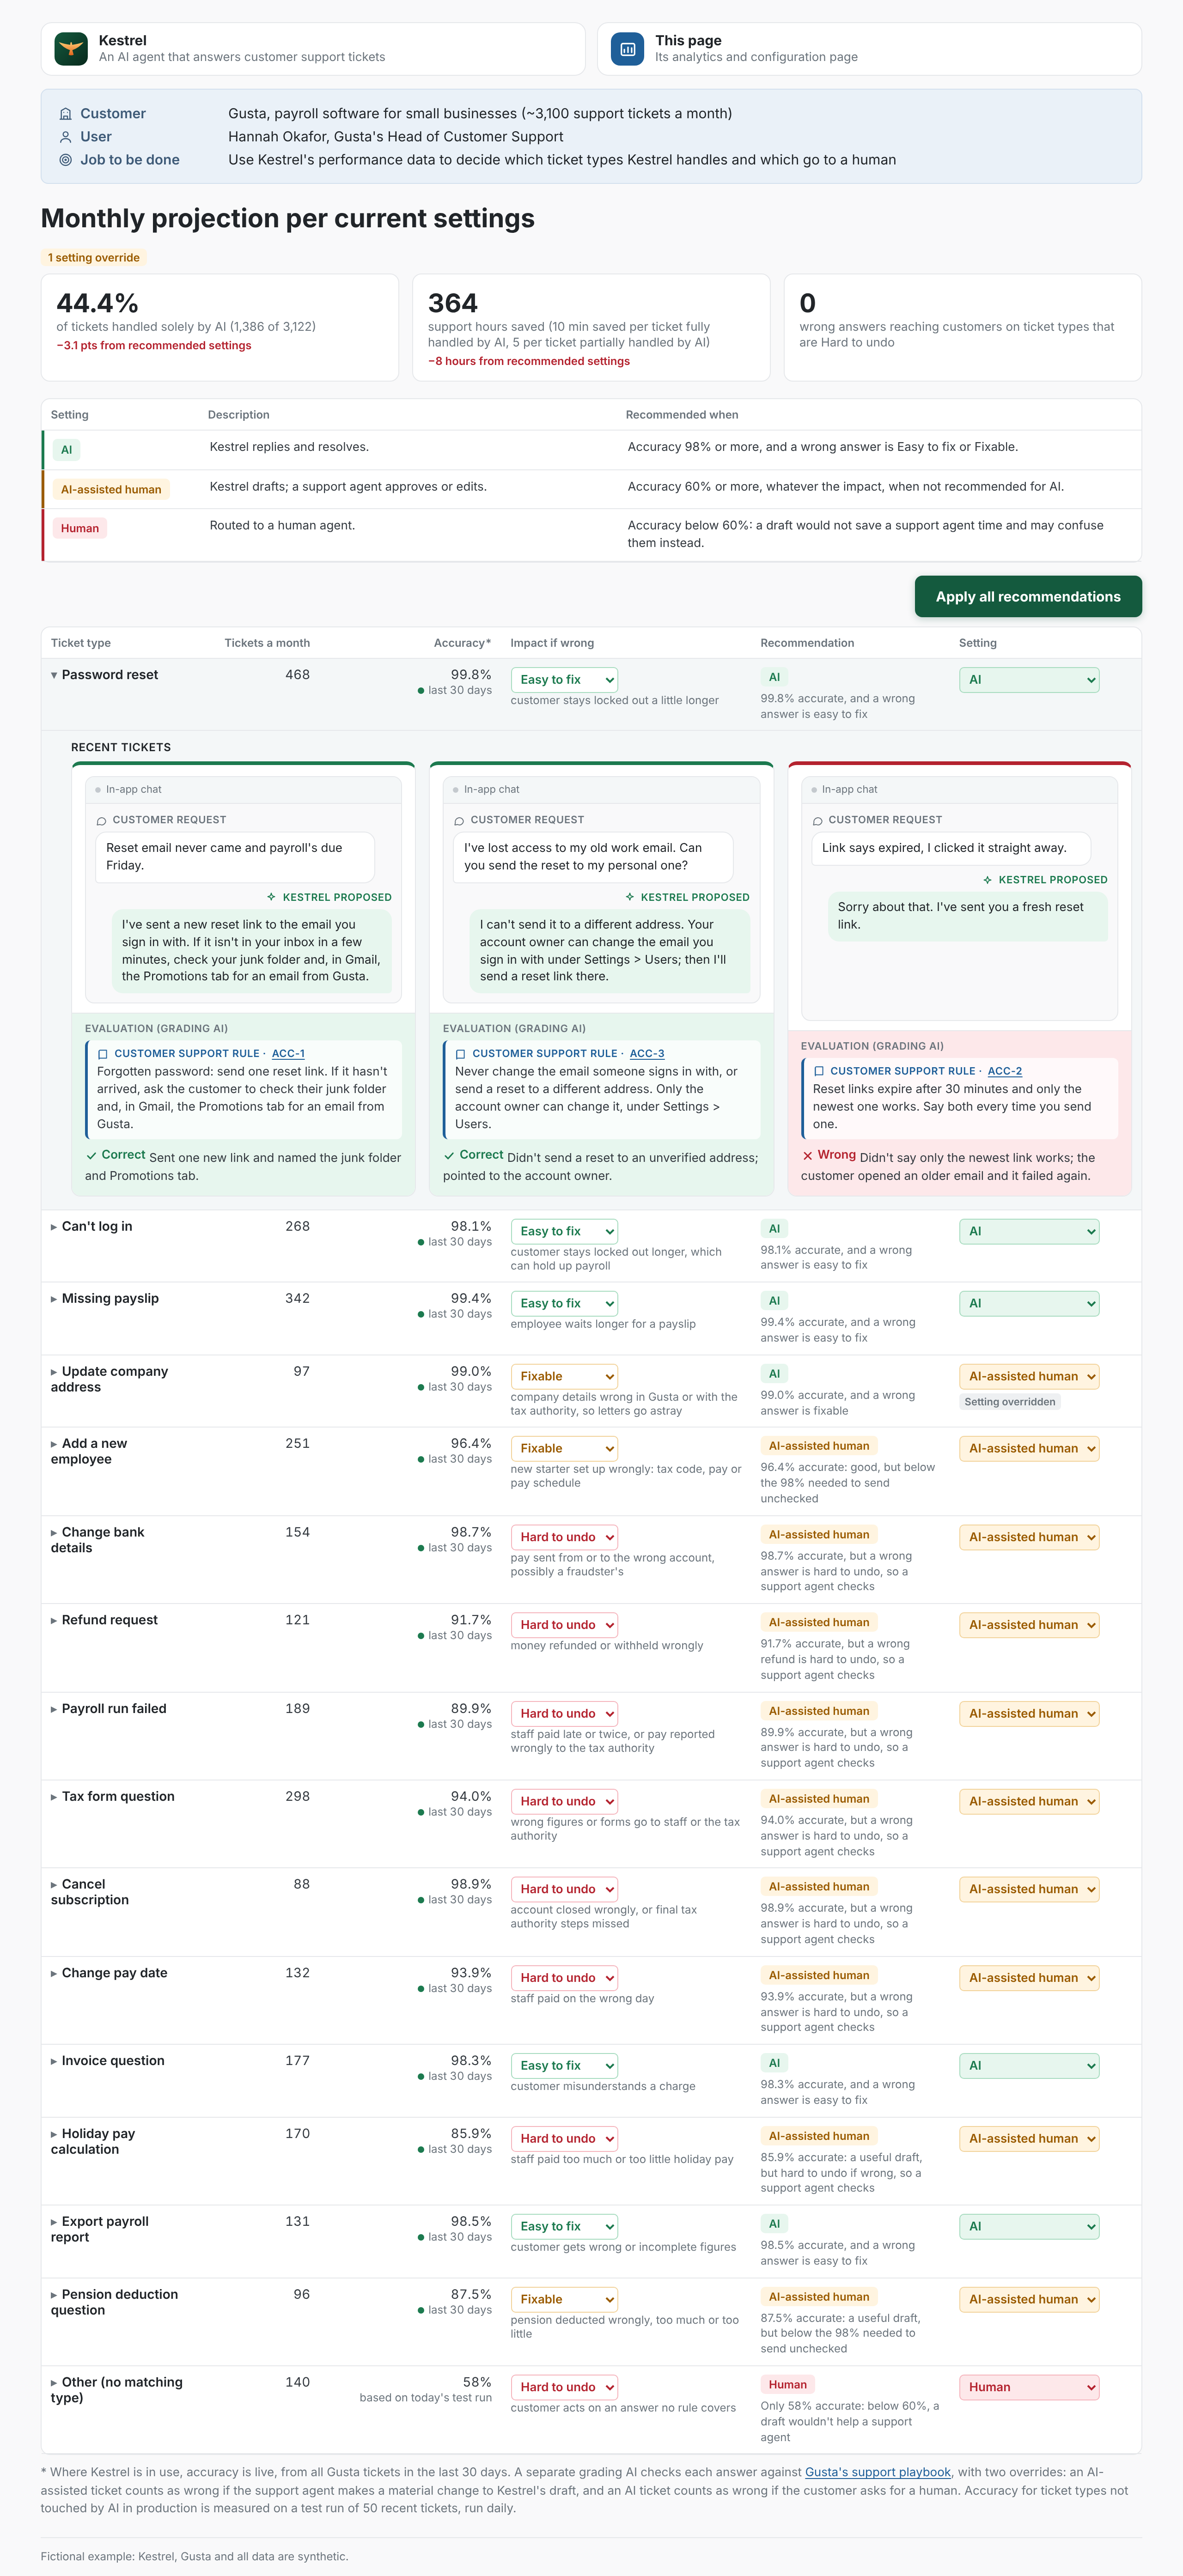 Kestrel
An AI agent that answers customer support tickets
This page
Its analytics and configuration page
Customer
Gusta, payroll software for small businesses (~3,100 support tickets a month)
User
Hannah Okafor, Gusta's Head of Customer Support
Job to be done
Use Kestrel's performance data to decide which ticket types Kestrel handles and which go to a human
Monthly projection per current settings
1 setting override
44.4%
of tickets handled solely by AI (1,386 of 3,122)
−3.1 pts from recommended settings
364
support hours saved (10 min saved per ticket fully
handled by AI, 5 per ticket partially handled by AI)
−8 hours from recommended settings
0
wrong answers reaching customers on ticket types that
are Hard to undo
Setting Description Recommended when
AI Kestrel replies and resolves. Accuracy 98% or more, and a wrong answer is Easy to fix or Fixable.
AI-assisted human Kestrel drafts; a support agent approves or edits. Accuracy 60% or more, whatever the impact, when not recommended for AI.
Human Routed to a human agent. Accuracy below 60%: a draft would not save a support agent time and may confuse
them instead.
Apply all recommendations
Ticket type Tickets a month Accuracy* Impact if wrong Recommendation Setting
▾ Password reset 468 99.8% Easy to fix AI AI
● last 30 days customer stays locked out a little longer 99.8% accurate, and a wrong
answer is easy to fix
RECENT TICKETS
In-app chat
CUSTOMER REQUEST
Reset email never came and payroll's due
Friday.
KESTREL PROPOSED
I've sent a new reset link to the email you
sign in with. If it isn't in your inbox in a few
minutes, check your junk folder and, in Gmail,
the Promotions tab for an email from Gusta.
EVALUATION (GRADING AI)
CUSTOMER SUPPORT RULE · ACC-1
Forgotten password: send one reset link. If it hasn't
arrived, ask the customer to check their junk folder
and, in Gmail, the Promotions tab for an email from
Gusta.
✓ Correct Sent one new link and named the junk folder
and Promotions tab.
In-app chat
CUSTOMER REQUEST
I've lost access to my old work email. Can
you send the reset to my personal one?
KESTREL PROPOSED
I can't send it to a different address. Your
account owner can change the email you
sign in with under Settings > Users; then I'll
send a reset link there.
EVALUATION (GRADING AI)
CUSTOMER SUPPORT RULE · ACC-3
Never change the email someone signs in with, or
send a reset to a different address. Only the
account owner can change it, under Settings >
Users.
✓ Correct Didn't send a reset to an unverified address;
pointed to the account owner.
In-app chat
CUSTOMER REQUEST
Link says expired, I clicked it straight away.
KESTREL PROPOSED
Sorry about that. I've sent you a fresh reset
link.
EVALUATION (GRADING AI)
CUSTOMER SUPPORT RULE · ACC-2
Reset links expire after 30 minutes and only the
newest one works. Say both every time you send
one.
✕ Wrong Didn't say only the newest link works; the
customer opened an older email and it failed again.
▸ Can't log in 268 98.1% Easy to fix AI AI
● last 30 days customer stays locked out longer, which 98.1% accurate, and a wrong
can hold up payroll answer is easy to fix
▸ Missing payslip 342 99.4% Easy to fix AI AI
● last 30 days employee waits longer for a payslip 99.4% accurate, and a wrong
answer is easy to fix
▸ Update company 97 99.0% Fixable AI AI-assisted human
address ● last 30 days company details wrong in Gusta or with the 99.0% accurate, and a wrong Setting overridden
tax authority, so letters go astray answer is fixable
▸ Add a new 251 96.4% Fixable AI-assisted human AI-assisted human
employee ● last 30 days new starter set up wrongly: tax code, pay or 96.4% accurate: good, but below
pay schedule the 98% needed to send
unchecked
▸ Change bank 154 98.7% Hard to undo AI-assisted human AI-assisted human
details ● last 30 days pay sent from or to the wrong account, 98.7% accurate, but a wrong
possibly a fraudster's answer is hard to undo, so a
support agent checks
▸ Refund request 121 91.7% Hard to undo AI-assisted human AI-assisted human
● last 30 days money refunded or withheld wrongly 91.7% accurate, but a wrong
refund is hard to undo, so a
support agent checks
▸ Payroll run failed 189 89.9% Hard to undo AI-assisted human AI-assisted human
● last 30 days staff paid late or twice, or pay reported 89.9% accurate, but a wrong
wrongly to the tax authority answer is hard to undo, so a
support agent checks
▸ Tax form question 298 94.0% Hard to undo AI-assisted human AI-assisted human
● last 30 days wrong figures or forms go to staff or the tax 94.0% accurate, but a wrong
authority answer is hard to undo, so a
support agent checks
▸ Cancel 88 98.9% Hard to undo AI-assisted human AI-assisted human
subscription ● last 30 days account closed wrongly, or final tax 98.9% accurate, but a wrong
authority steps missed answer is hard to undo, so a
support agent checks
▸ Change pay date 132 93.9% Hard to undo AI-assisted human AI-assisted human
● last 30 days staff paid on the wrong day 93.9% accurate, but a wrong
answer is hard to undo, so a
support agent checks
▸ Invoice question 177 98.3% Easy to fix AI AI
● last 30 days customer misunderstands a charge 98.3% accurate, and a wrong
answer is easy to fix
▸ Holiday pay 170 85.9% Hard to undo AI-assisted human AI-assisted human
calculation ● last 30 days staff paid too much or too little holiday pay 85.9% accurate: a useful draft,
but hard to undo if wrong, so a
support agent checks
▸ Export payroll 131 98.5% Easy to fix AI AI
report ● last 30 days customer gets wrong or incomplete figures 98.5% accurate, and a wrong
answer is easy to fix
▸ Pension deduction 96 87.5% Fixable AI-assisted human AI-assisted human
question ● last 30 days pension deducted wrongly, too much or too 87.5% accurate: a useful draft,
little but below the 98% needed to
send unchecked
▸ Other (no matching 140 58% Hard to undo Human Human
type) based on today's test run customer acts on an answer no rule covers Only 58% accurate: below 60%, a
draft wouldn't help a support
agent
* Where Kestrel is in use, accuracy is live, from all Gusta tickets in the last 30 days. A separate grading AI checks each answer against Gusta's support playbook, with two overrides: an AI-
assisted ticket counts as wrong if the support agent makes a material change to Kestrel's draft, and an AI ticket counts as wrong if the customer asks for a human. Accuracy for ticket types not
touched by AI in production is measured on a test run of 50 recent tickets, run daily.
Fictional example: Kestrel, Gusta and all data are synthetic.